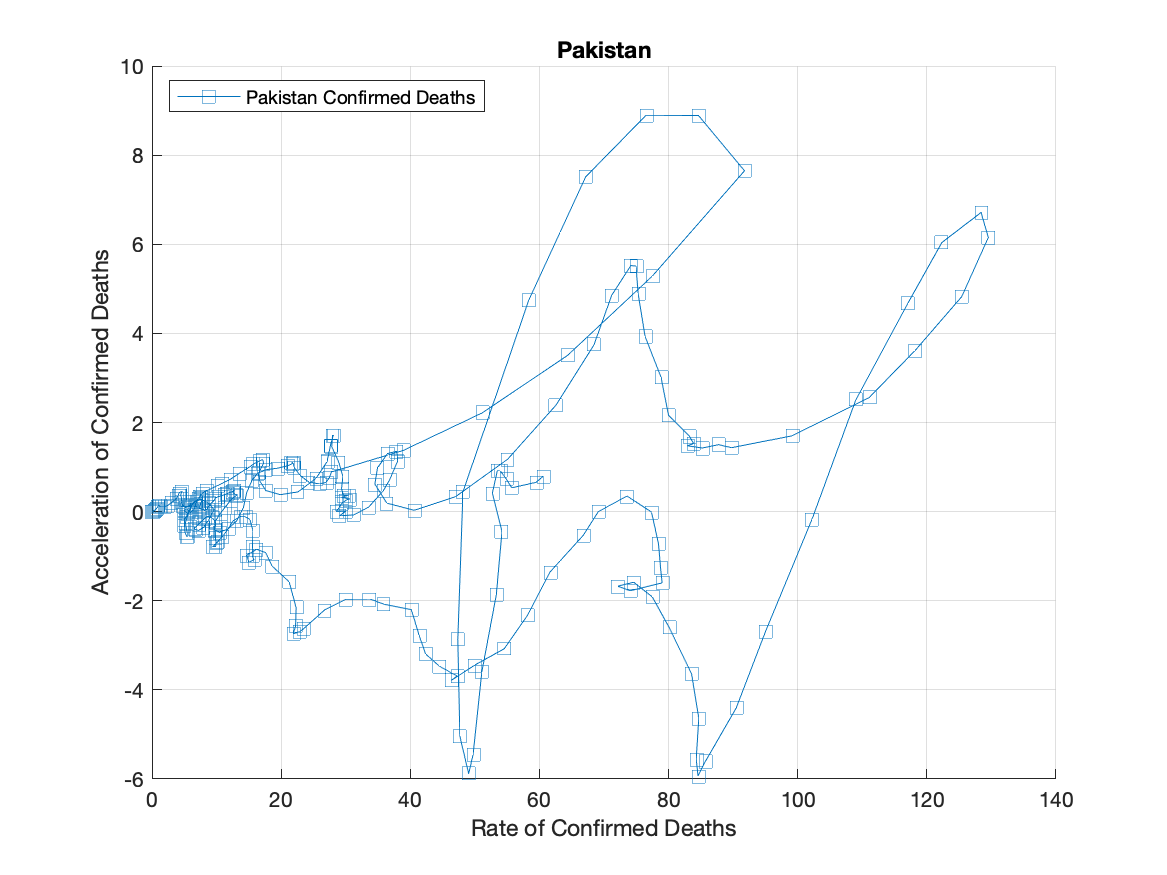 Pakistan
10
Pakistan Confirmed Deaths
8
6
4
2
0
-2
-4
-6
Acceleration of Confirmed Deaths
0 20 40 60 80 100 120 140
Rate of Confirmed Deaths